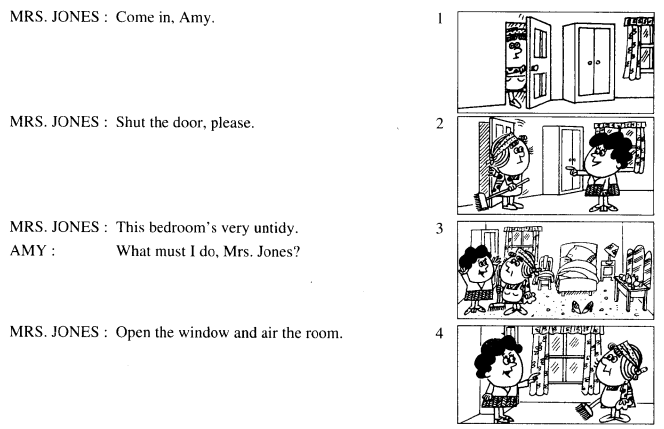 MRS. JONES : Come in, Amy.
1
MRS. JONES : Shut the door, please.
2
MRS. JONES : This bedroom's very untidy.
3
AMY : What must I do, Mrs. Jones?
MRS. JONES : Open the window and air the room.
4